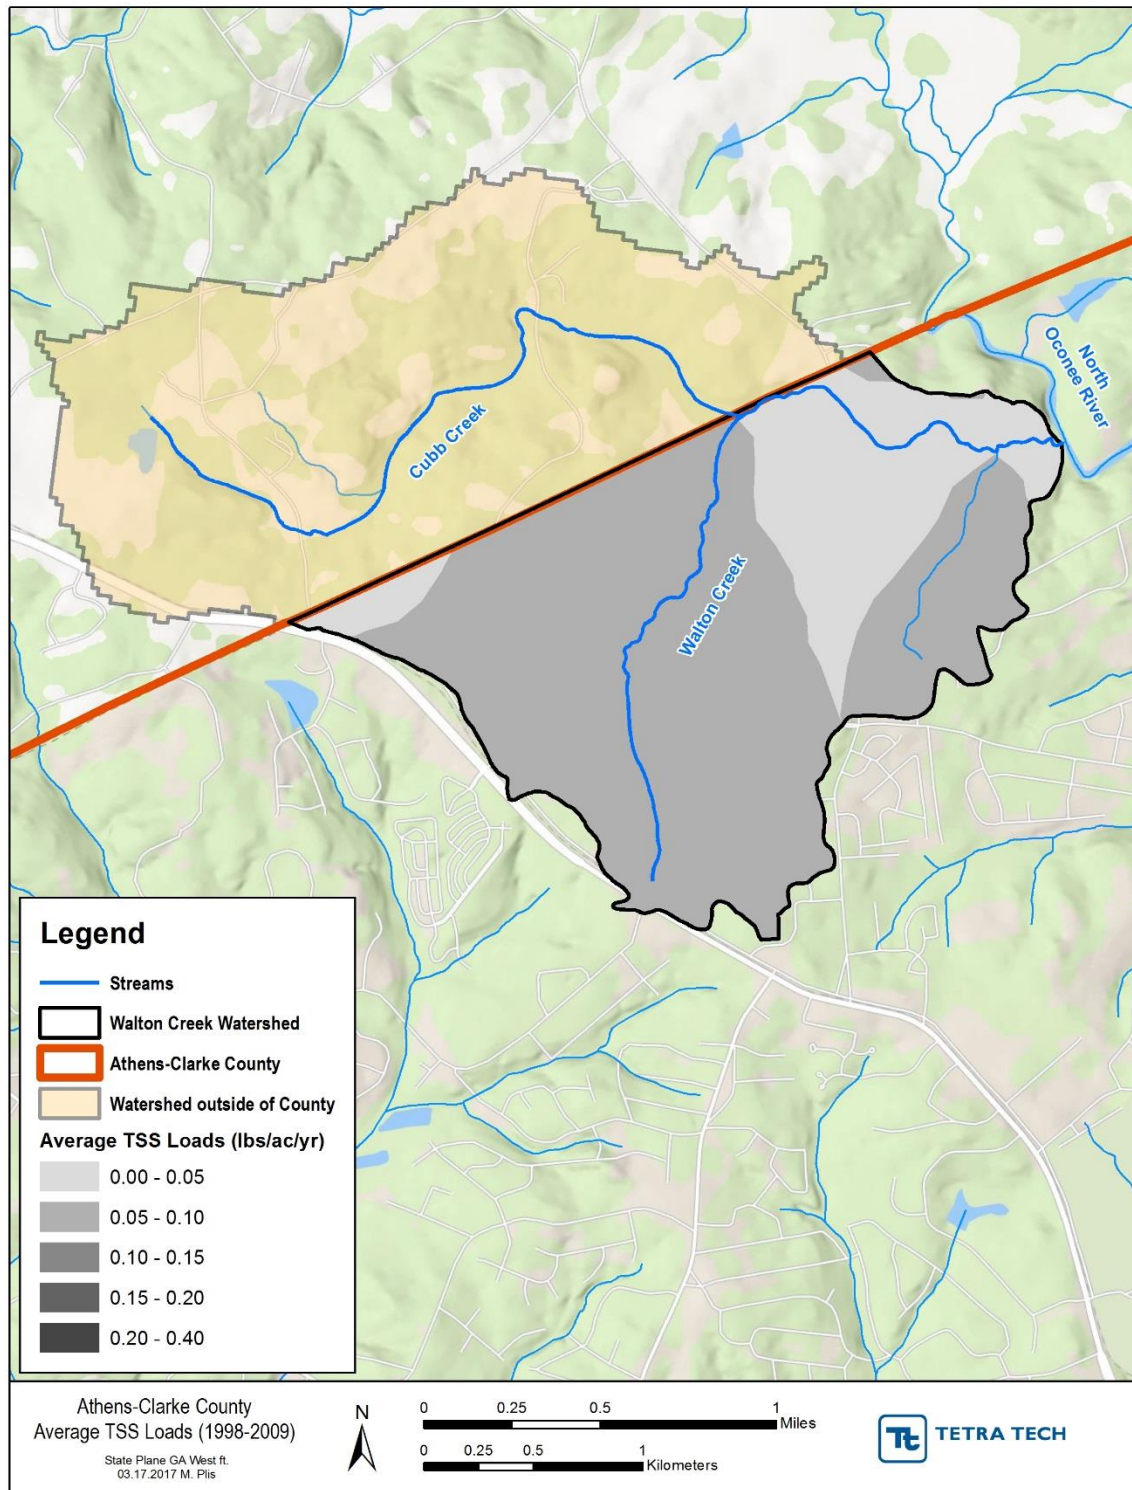 North
Oconee River
Cubb Creek
Walton Creek
Legend
Streams
Walton Creek Watershed
Athens-Clarke County
Watershed outside of County
Average TSS Loads (lbs/ac/yr)
0.00 - 0.05
0.05 - 0.10
0.10 - 0.15
0.15 - 0.20
0.20 - 0.40
Athens-Clarke County
Average TSS Loads (1998-2009)
State Plane GA West ft.
03.17.2017 M. Plis
N
0 0.25 0.5 1
Miles
0 0.25 0.5 1
Kilometers
Tt TETRA TECH